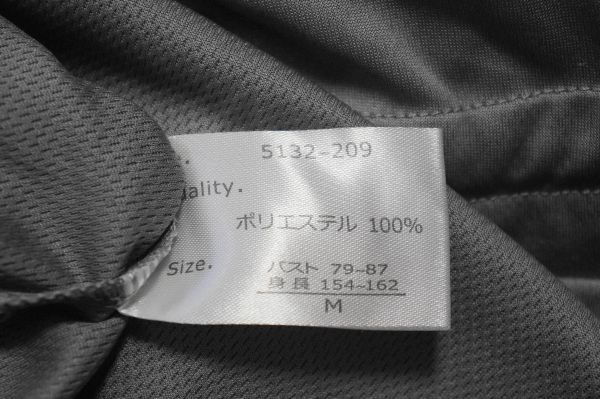 . 5132-209
ality.
ポリエステル 100%
Size. バスト 79~87
身長 154~162
M